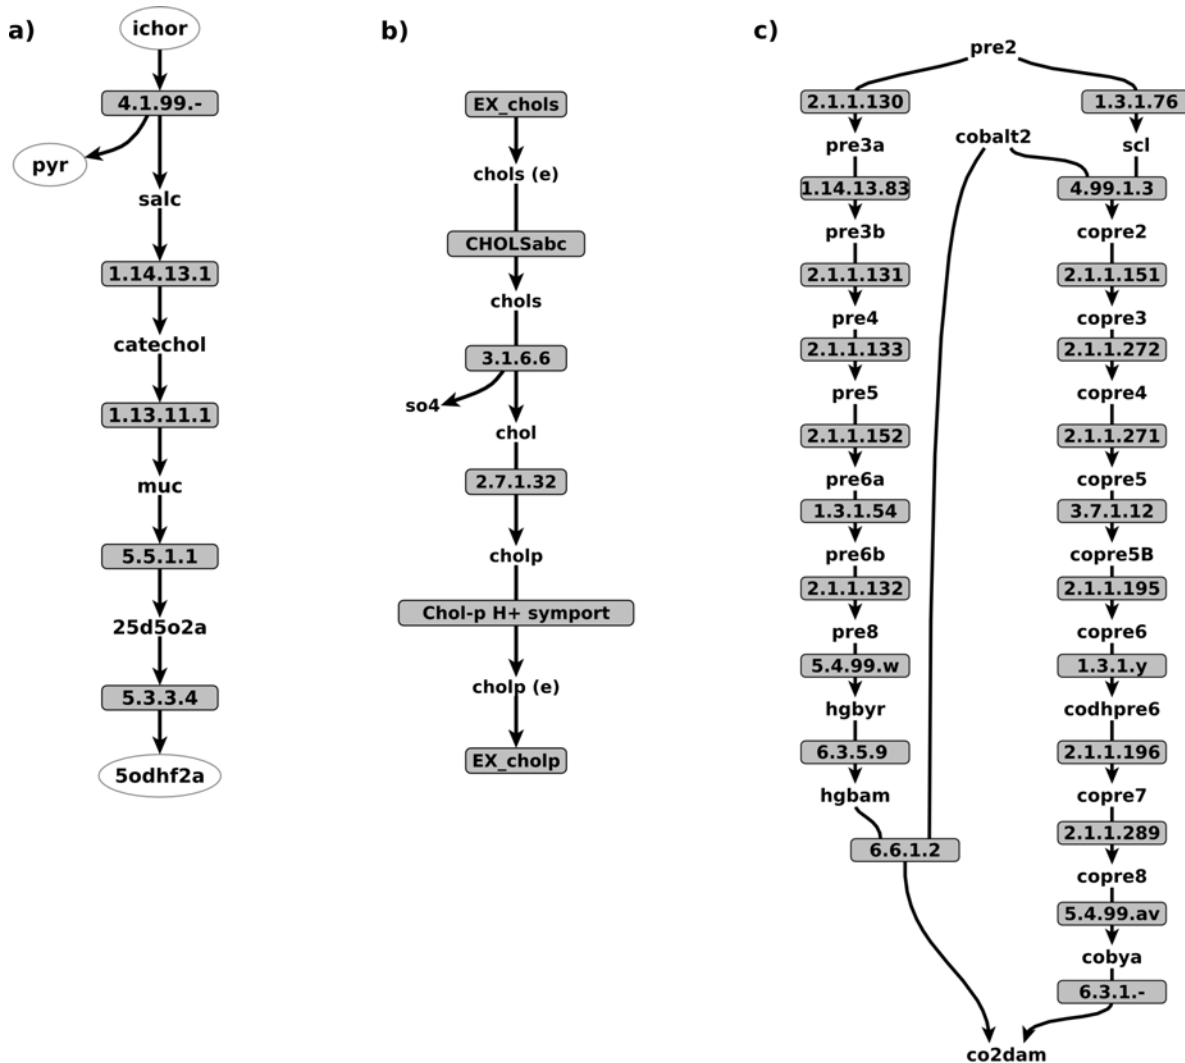 a)
ichor
4.1.99.-
pyr
salc
1.14.13.1
catechol
1.13.11.1
muc
5.5.1.1
25d5o2a
5.3.3.4
5odhf2a
b)
EX_chols
chols (e)
CHOLSabc
chols
3.1.6.6
so4
chol
2.7.1.32
cholp
Chol-p H+ symport
cholp (e)
EX_cholp
c)
pre2
2.1.1.130
pre3a
1.14.13.83
pre3b
2.1.1.131
pre4
2.1.1.133
pre5
2.1.1.152
pre6a
1.3.1.54
pre6b
2.1.1.132
pre8
5.4.99.w
hgbyr
6.3.5.9
hgbam
6.6.1.2
cobalt2
1.3.1.76
scl
4.99.1.3
copre2
2.1.1.151
copre3
2.1.1.272
copre4
2.1.1.271
copre5
3.7.1.12
copre5B
2.1.1.195
copre6
1.3.1.y
codhpre6
2.1.1.196
copre7
2.1.1.289
copre8
5.4.99.av
cobya
6.3.1.-
co2dam